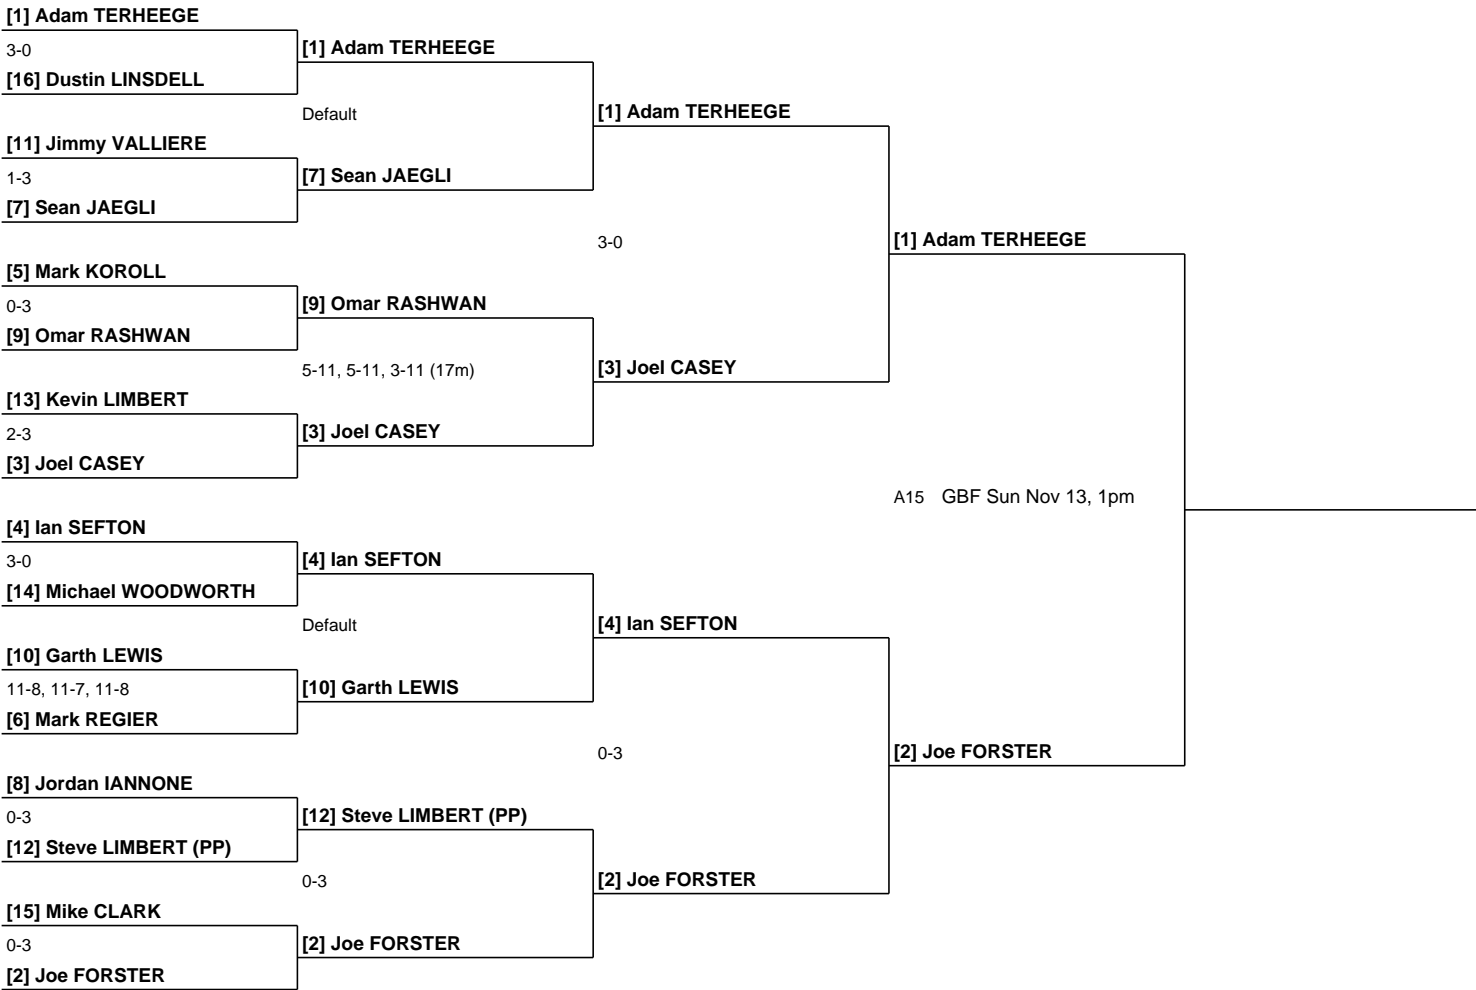 [1] Adam TERHEEGE
3-0
[16] Dustin LINSDELL
[11] Jimmy VALLIERE
1-3
[7] Sean JAEGLI
[5] Mark KOROLL
0-3
[9] Omar RASHWAN
[13] Kevin LIMBERT
2-3
[3] Joel CASEY
[4] Ian SEFTON
3-0
[14] Michael WOODWORTH
[10] Garth LEWIS
11-8, 11-7, 11-8
[6] Mark REGIER
[8] Jordan IANNONE
0-3
[12] Steve LIMBERT (PP)
[15] Mike CLARK
0-3
[2] Joe FORSTER
[1] Adam TERHEEGE
Default
[7] Sean JAEGLI
[9] Omar RASHWAN
5-11, 5-11, 3-11 (17m)
[3] Joel CASEY
[4] Ian SEFTON
Default
[10] Garth LEWIS
[12] Steve LIMBERT (PP)
0-3
[2] Joe FORSTER
[1] Adam TERHEEGE
3-0
[3] Joel CASEY
[4] Ian SEFTON
0-3
[2] Joe FORSTER
[1] Adam TERHEEGE
A15 GBF Sun Nov 13, 1pm
[2] Joe FORSTER